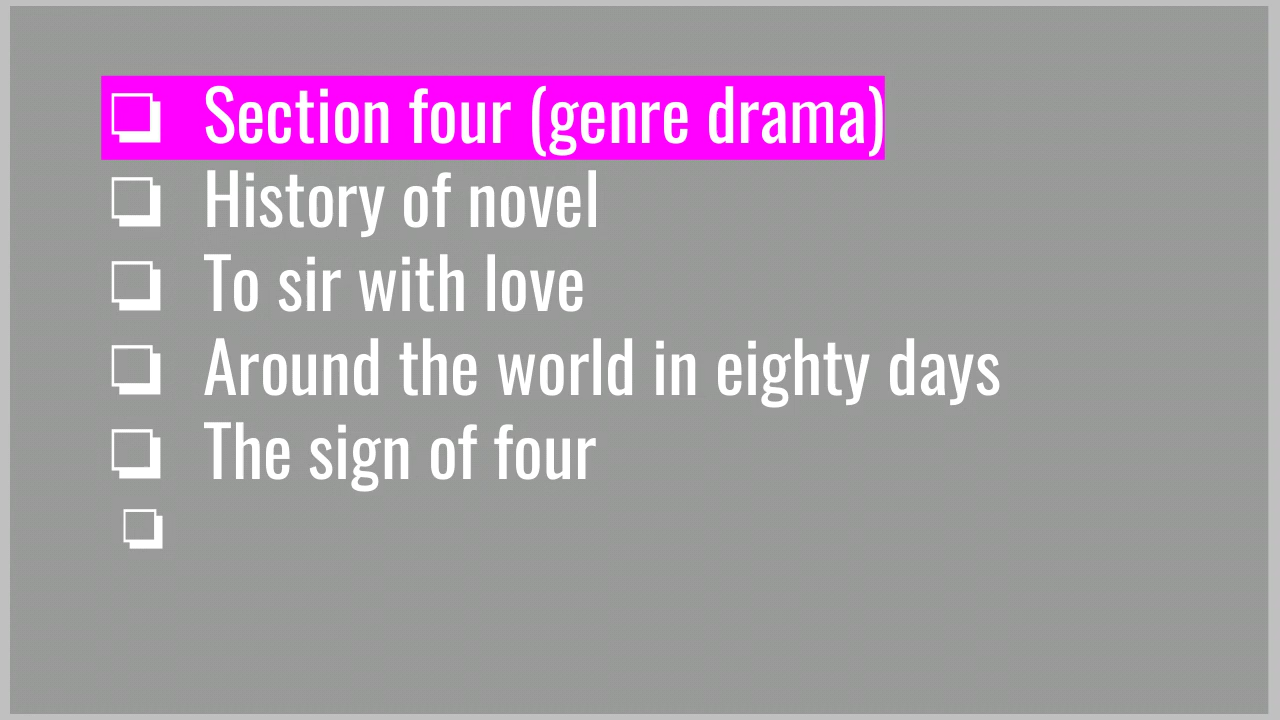 ❏ Section four (genre drama)
❏ History of novel
❏ To sir with love
❏ Around the world in eighty days
❏ The sign of four
❏